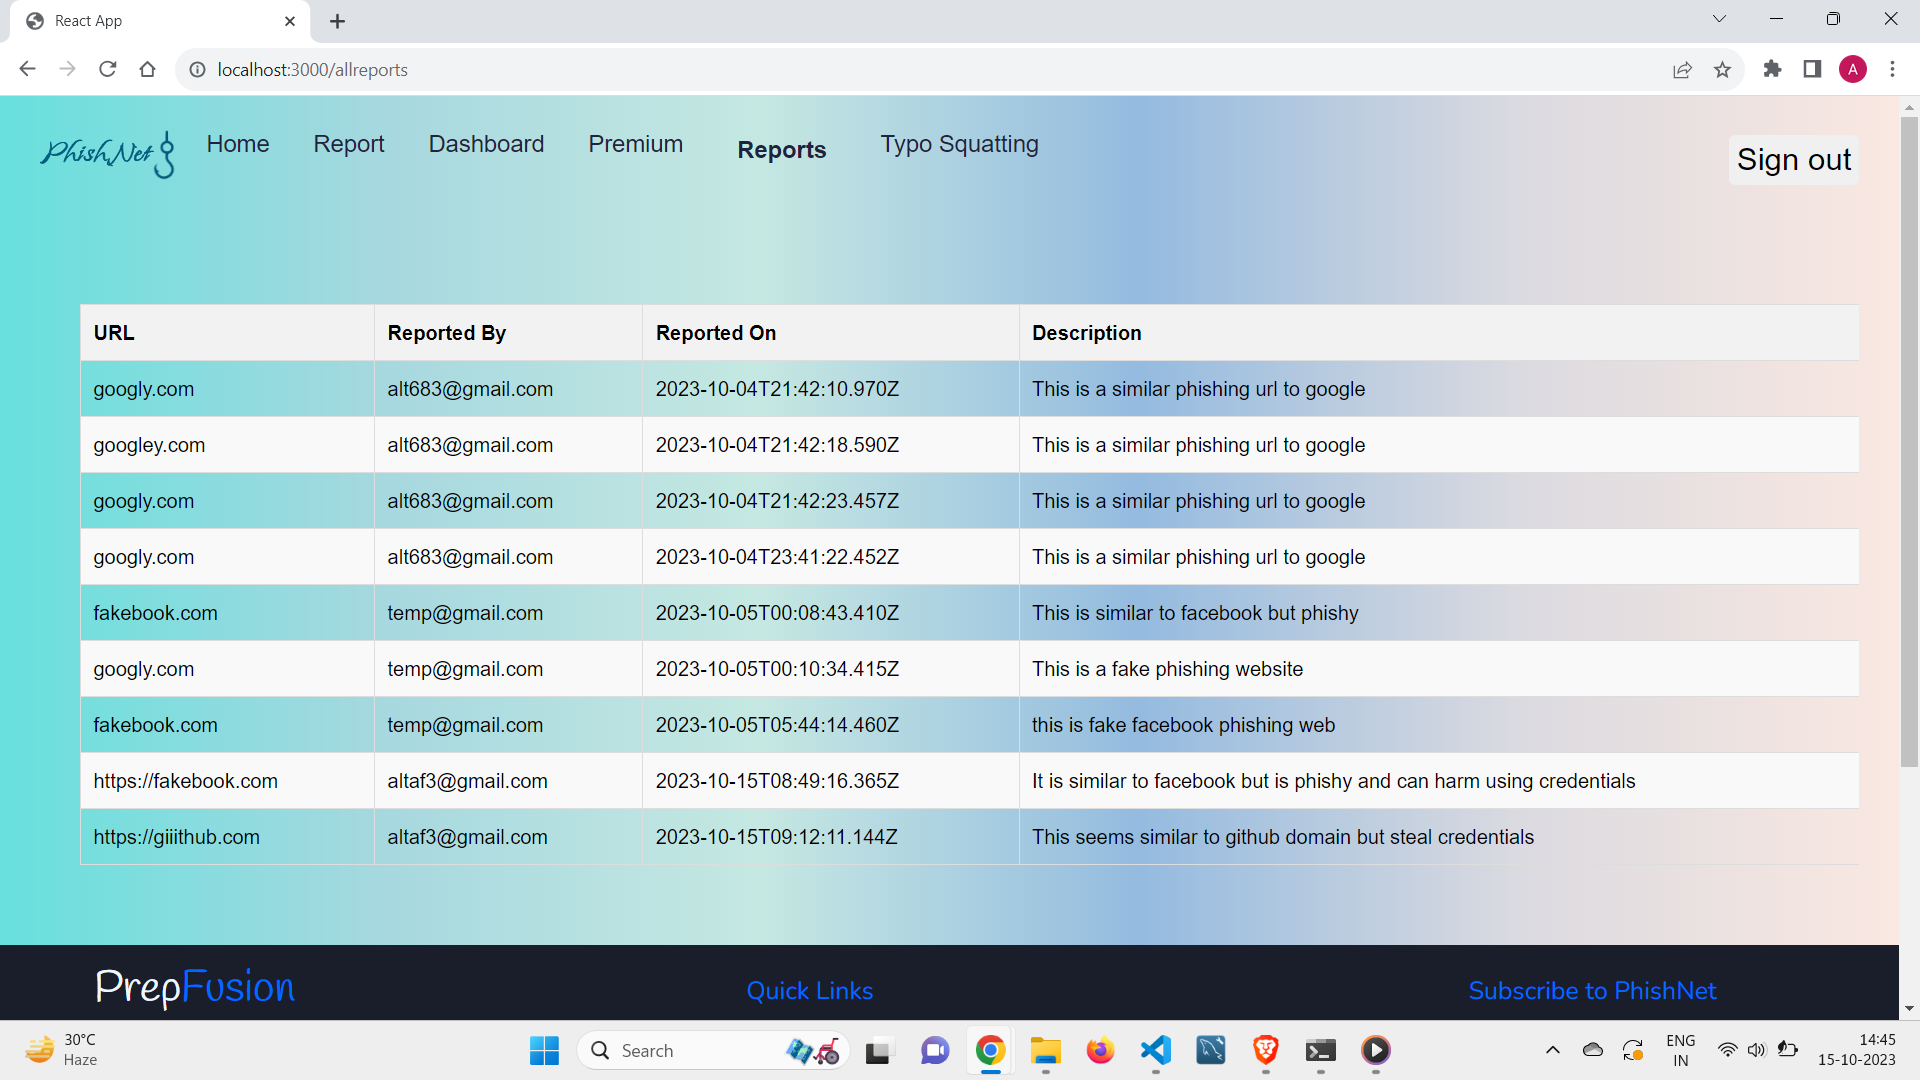 React App
localhost:3000/allreports
A
PhishNet Home Report Dashboard Premium Reports Typo Squatting Sign out
URL Reported By Reported On Description
googly.com alt683@gmail.com 2023-10-04T21:42:10.970Z This is a similar phishing url to google
googley.com alt683@gmail.com 2023-10-04T21:42:18.590Z This is a similar phishing url to google
googly.com alt683@gmail.com 2023-10-04T21:42:23.457Z This is a similar phishing url to google
googly.com alt683@gmail.com 2023-10-04T23:41:22.452Z This is a similar phishing url to google
fakebook.com temp@gmail.com 2023-10-05T00:08:43.410Z This is similar to facebook but phishy
googly.com temp@gmail.com 2023-10-05T00:10:34.415Z This is a fake phishing website
fakebook.com temp@gmail.com 2023-10-05T05:44:14.460Z this is fake facebook phishing web
https://fakebook.com altaf3@gmail.com 2023-10-15T08:49:16.365Z It is similar to facebook but is phishy and can harm using credentials
https://giiithub.com altaf3@gmail.com 2023-10-15T09:12:11.144Z This seems similar to github domain but steal credentials
PrepFusion Quick Links Subscribe to PhishNet
30°C
Haze
Search
ENG
IN
14:45
15-10-2023